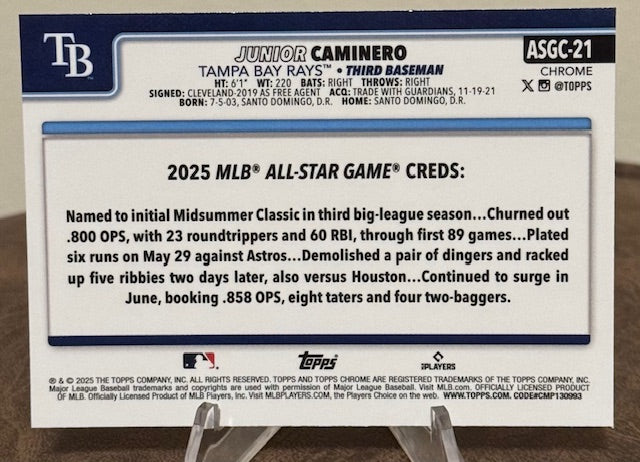 TB
JUNIOR CAMINERO
ASGC-21
TAMPA BAY RAYS™ • THIRD BASEMAN
CHROME
HT: 6'1" WT: 220 BATS: RIGHT THROWS: RIGHT
@TOPPS
SIGNED: CLEVELAND-2019 AS FREE AGENT ACQ: TRADE WITH GUARDIANS, 11-19-21
BORN: 7-5-03, SANTO DOMINGO, D.R. HOME: SANTO DOMINGO, D.R.
2025 MLB® ALL-STAR GAME® CREDS:
Named to initial Midsummer Classic in third big-league season...Churned out
.800 OPS, with 23 roundtrippers and 60 RBI, through first 89 games...Plated
six runs on May 29 against Astros...Demolished a pair of dingers and racked
up five ribbies two days later, also versus Houston...Continued to surge in
June, booking .858 OPS, eight taters and four two-baggers.
Topps
PLAYERS
® & © 2025 THE TOPPS COMPANY, INC. ALL RIGHTS RESERVED. TOPPS AND TOPPS CHROME ARE REGISTERED TRADEMARKS OF THE TOPPS COMPANY, INC.
Major League Baseball trademarks and copyrights are used with permission of Major League Baseball. Visit MLB.com. OFFICIALLY LICENSED PRODUCT
OF MLB. Officially Licensed Product of MLB Players, Inc. Visit MLBPLAYERS.COM, the Players Choice on the web. WWW.TOPPS.COM. CODE#CMP130993